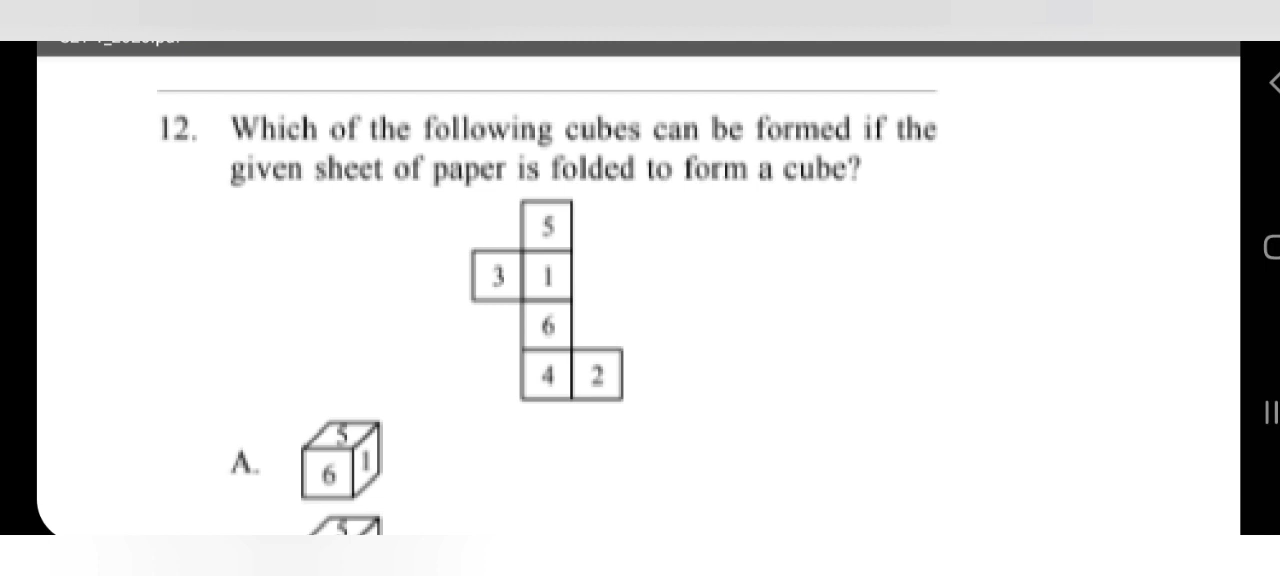 12. Which of the following cubes can be formed if the
given sheet of paper is folded to form a cube?
5
3 1
6
4 2
A.
5
6 1
5